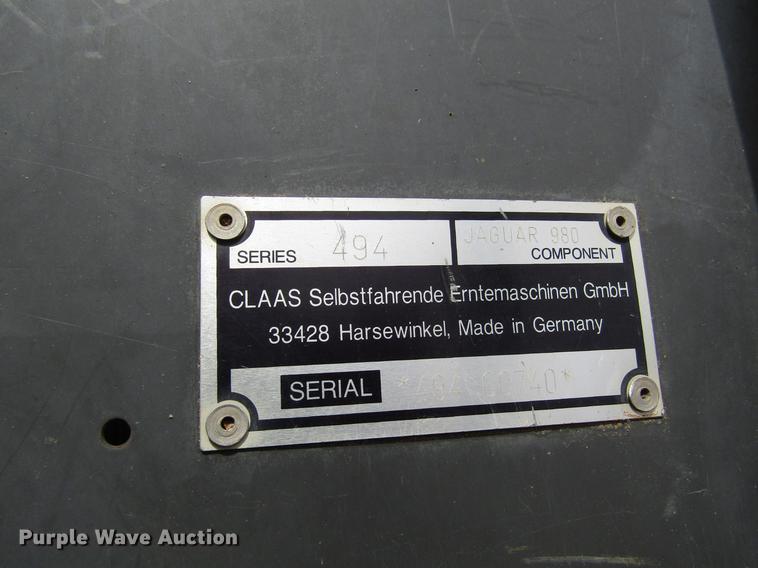 494 JAGUAR 980
SERIES COMPONENT
CLAAS Selbstfahrende Erntemaschinen GmbH
33428 Harsewinkel, Made in Germany
SERIAL
Purple Wave Auction